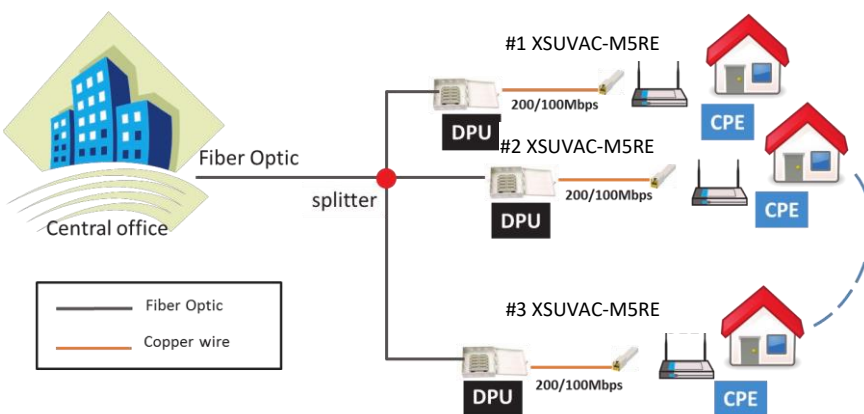 #1 XSUVAC-M5RE
200/100Mbps
DPU
CPE
#2 XSUVAC-M5RE
Fiber Optic
200/100Mbps
splitter
DPU
CPE
Central office
#3 XSUVAC-M5RE
Fiber Optic
Copper wire
200/100Mbps
DPU
CPE